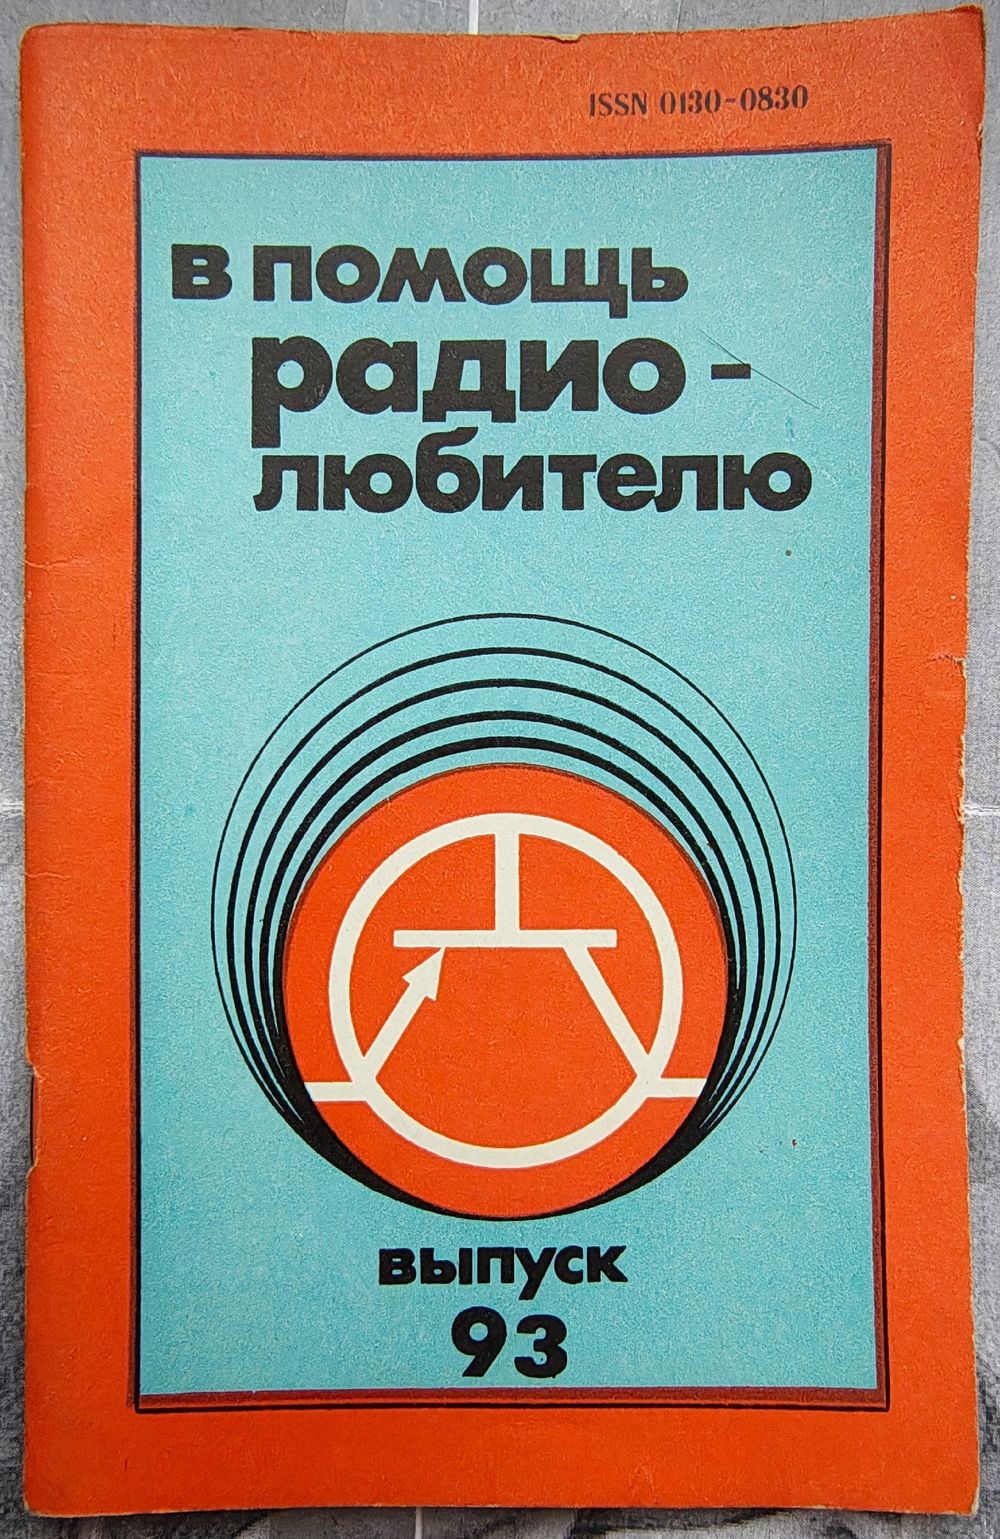 ISSN 0130-0830
в помощь
радио-
любителю
выпуск
93